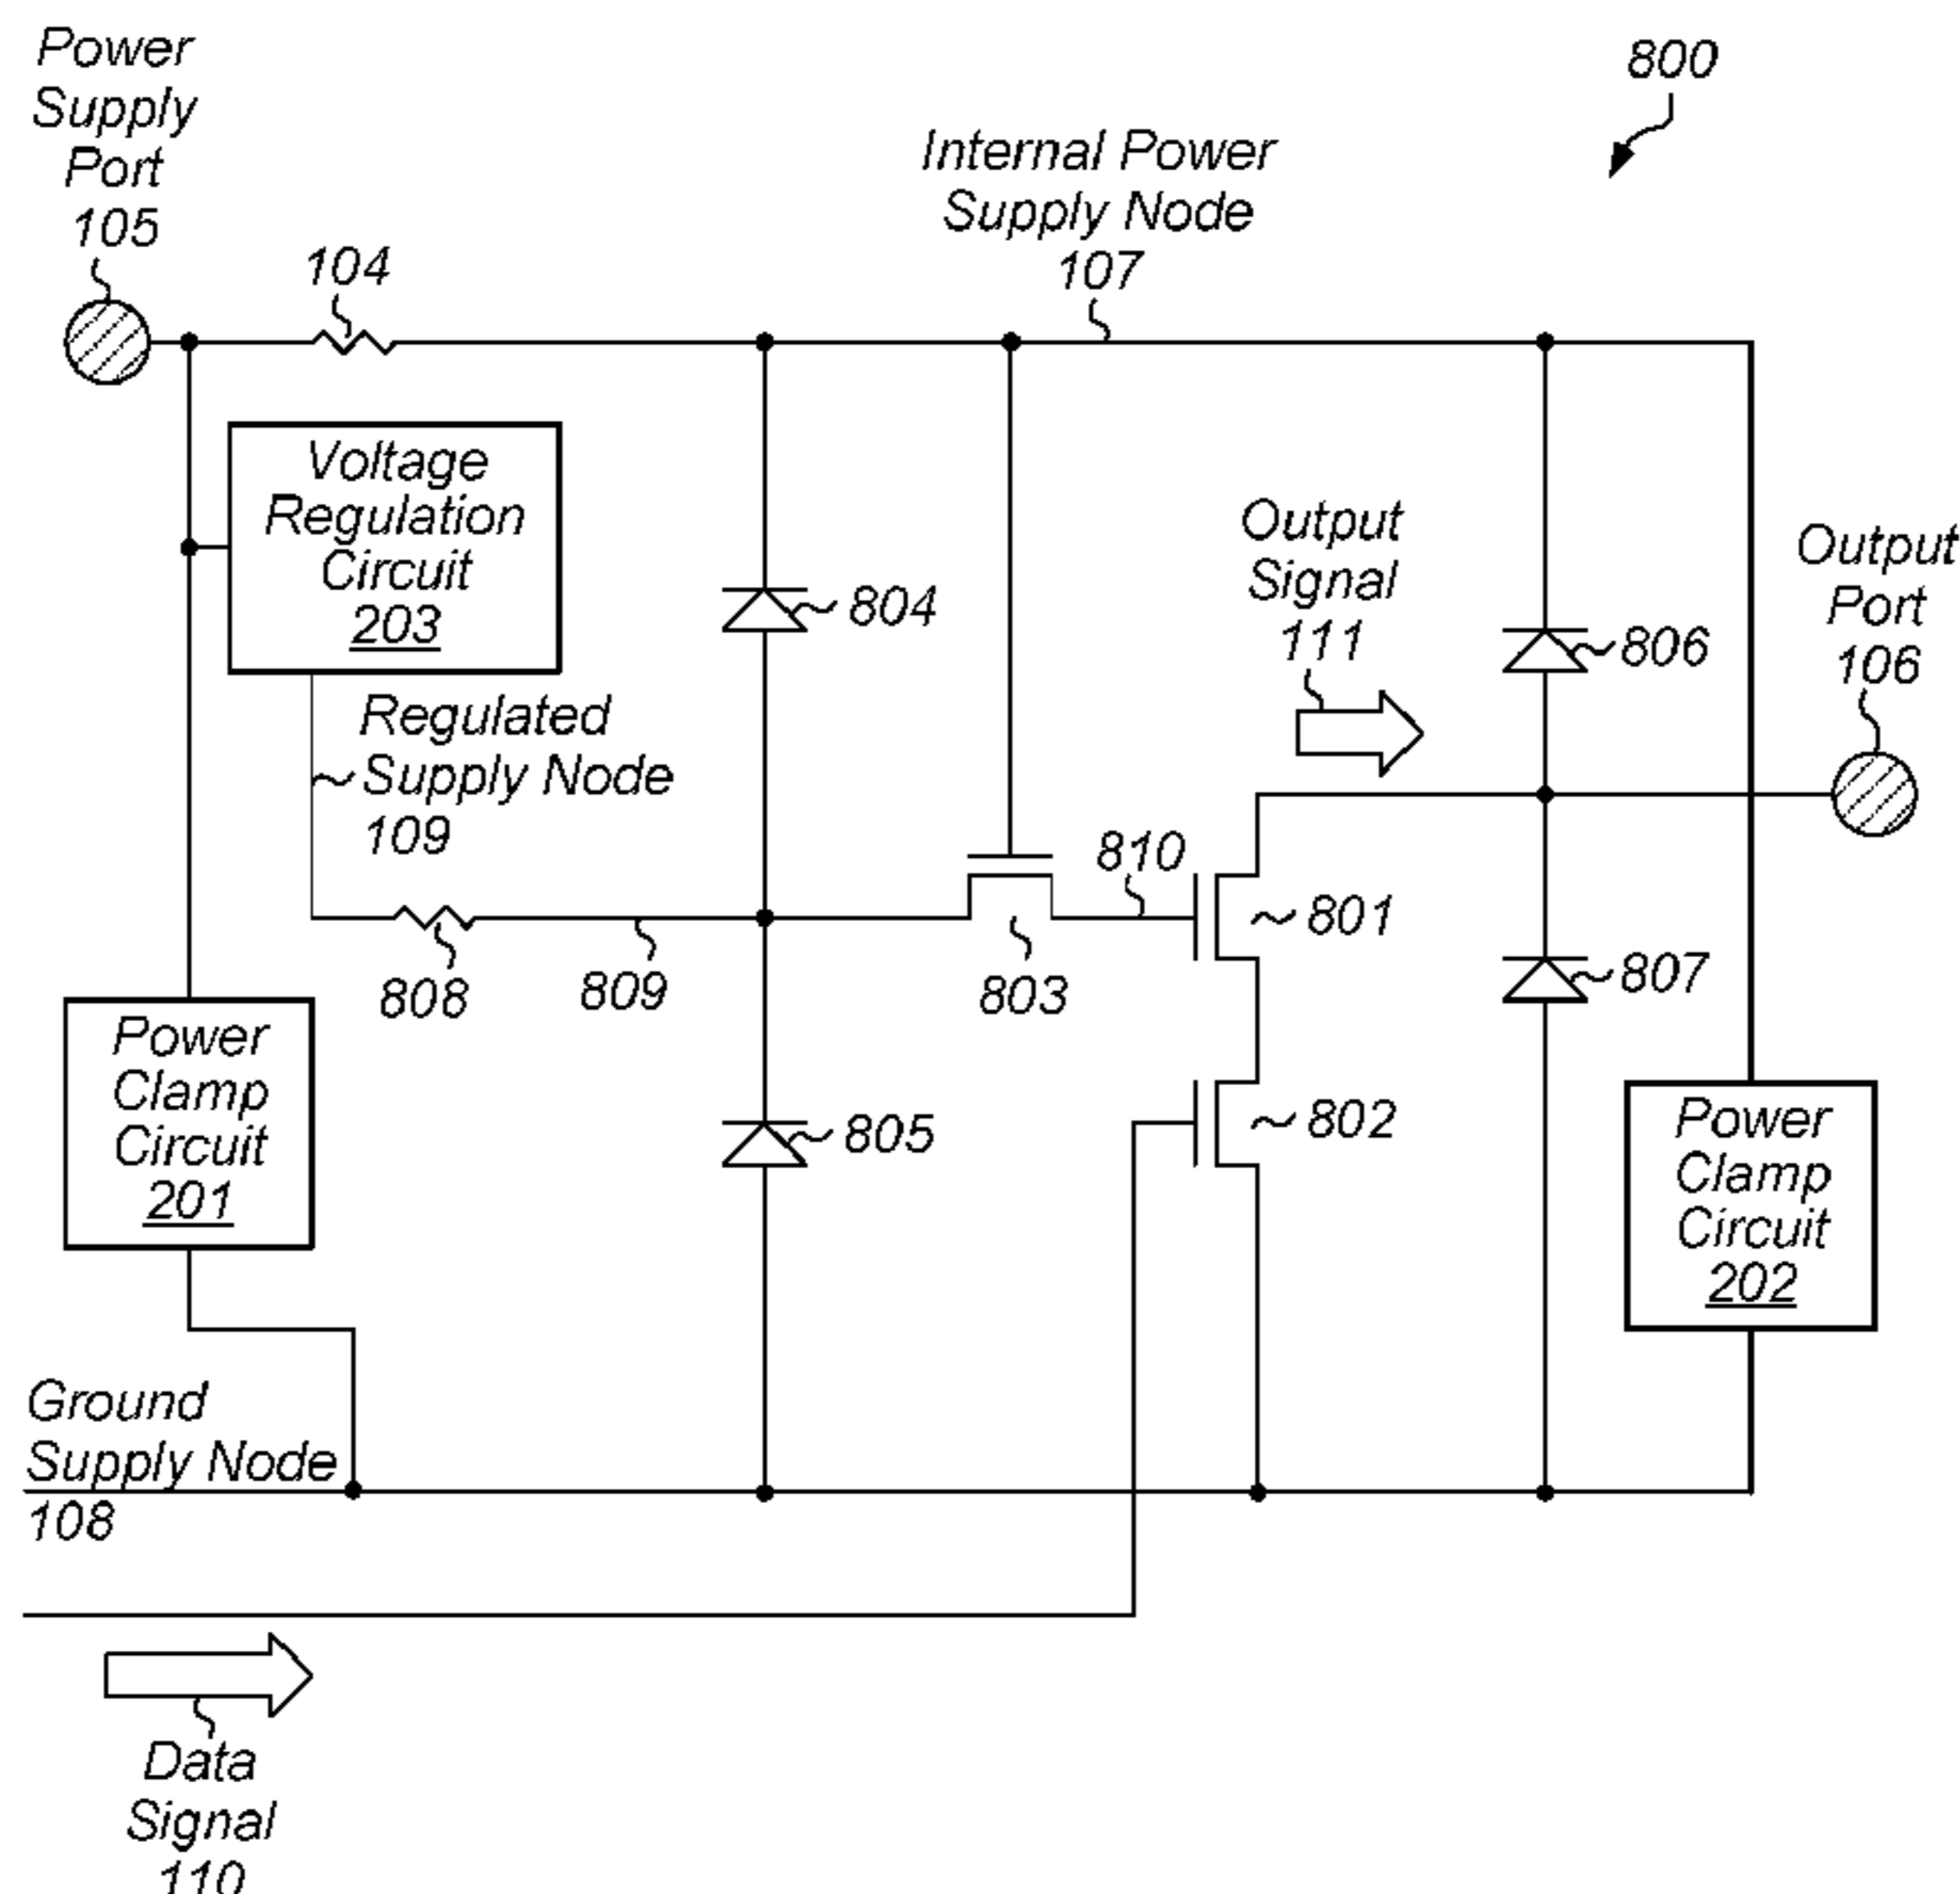 Power
Supply
Port
105
104
Internal Power
Supply Node
107
800
Voltage
Regulation
Circuit
203
Regulated
Supply Node
109
804
Output
Signal
111
806
Output
Port
106
808
809
803
810
801
807
Power
Clamp
Circuit
201
805
802
Power
Clamp
Circuit
202
Ground
Supply Node
108
Data
Signal
110